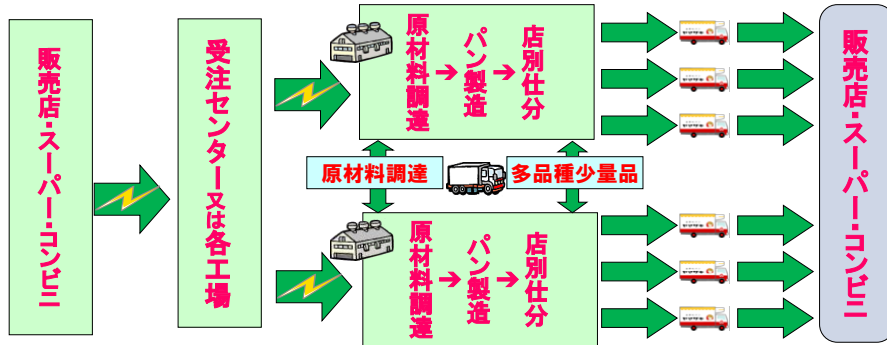 販売店・スーパー・コンビニ
受注センター又は各工場
原材料調達
→
パン製造
→
店別仕分
原材料調達
多品種少量品
原材料調達
→
パン製造
→
店別仕分
販売店・スーパー・コンビニ